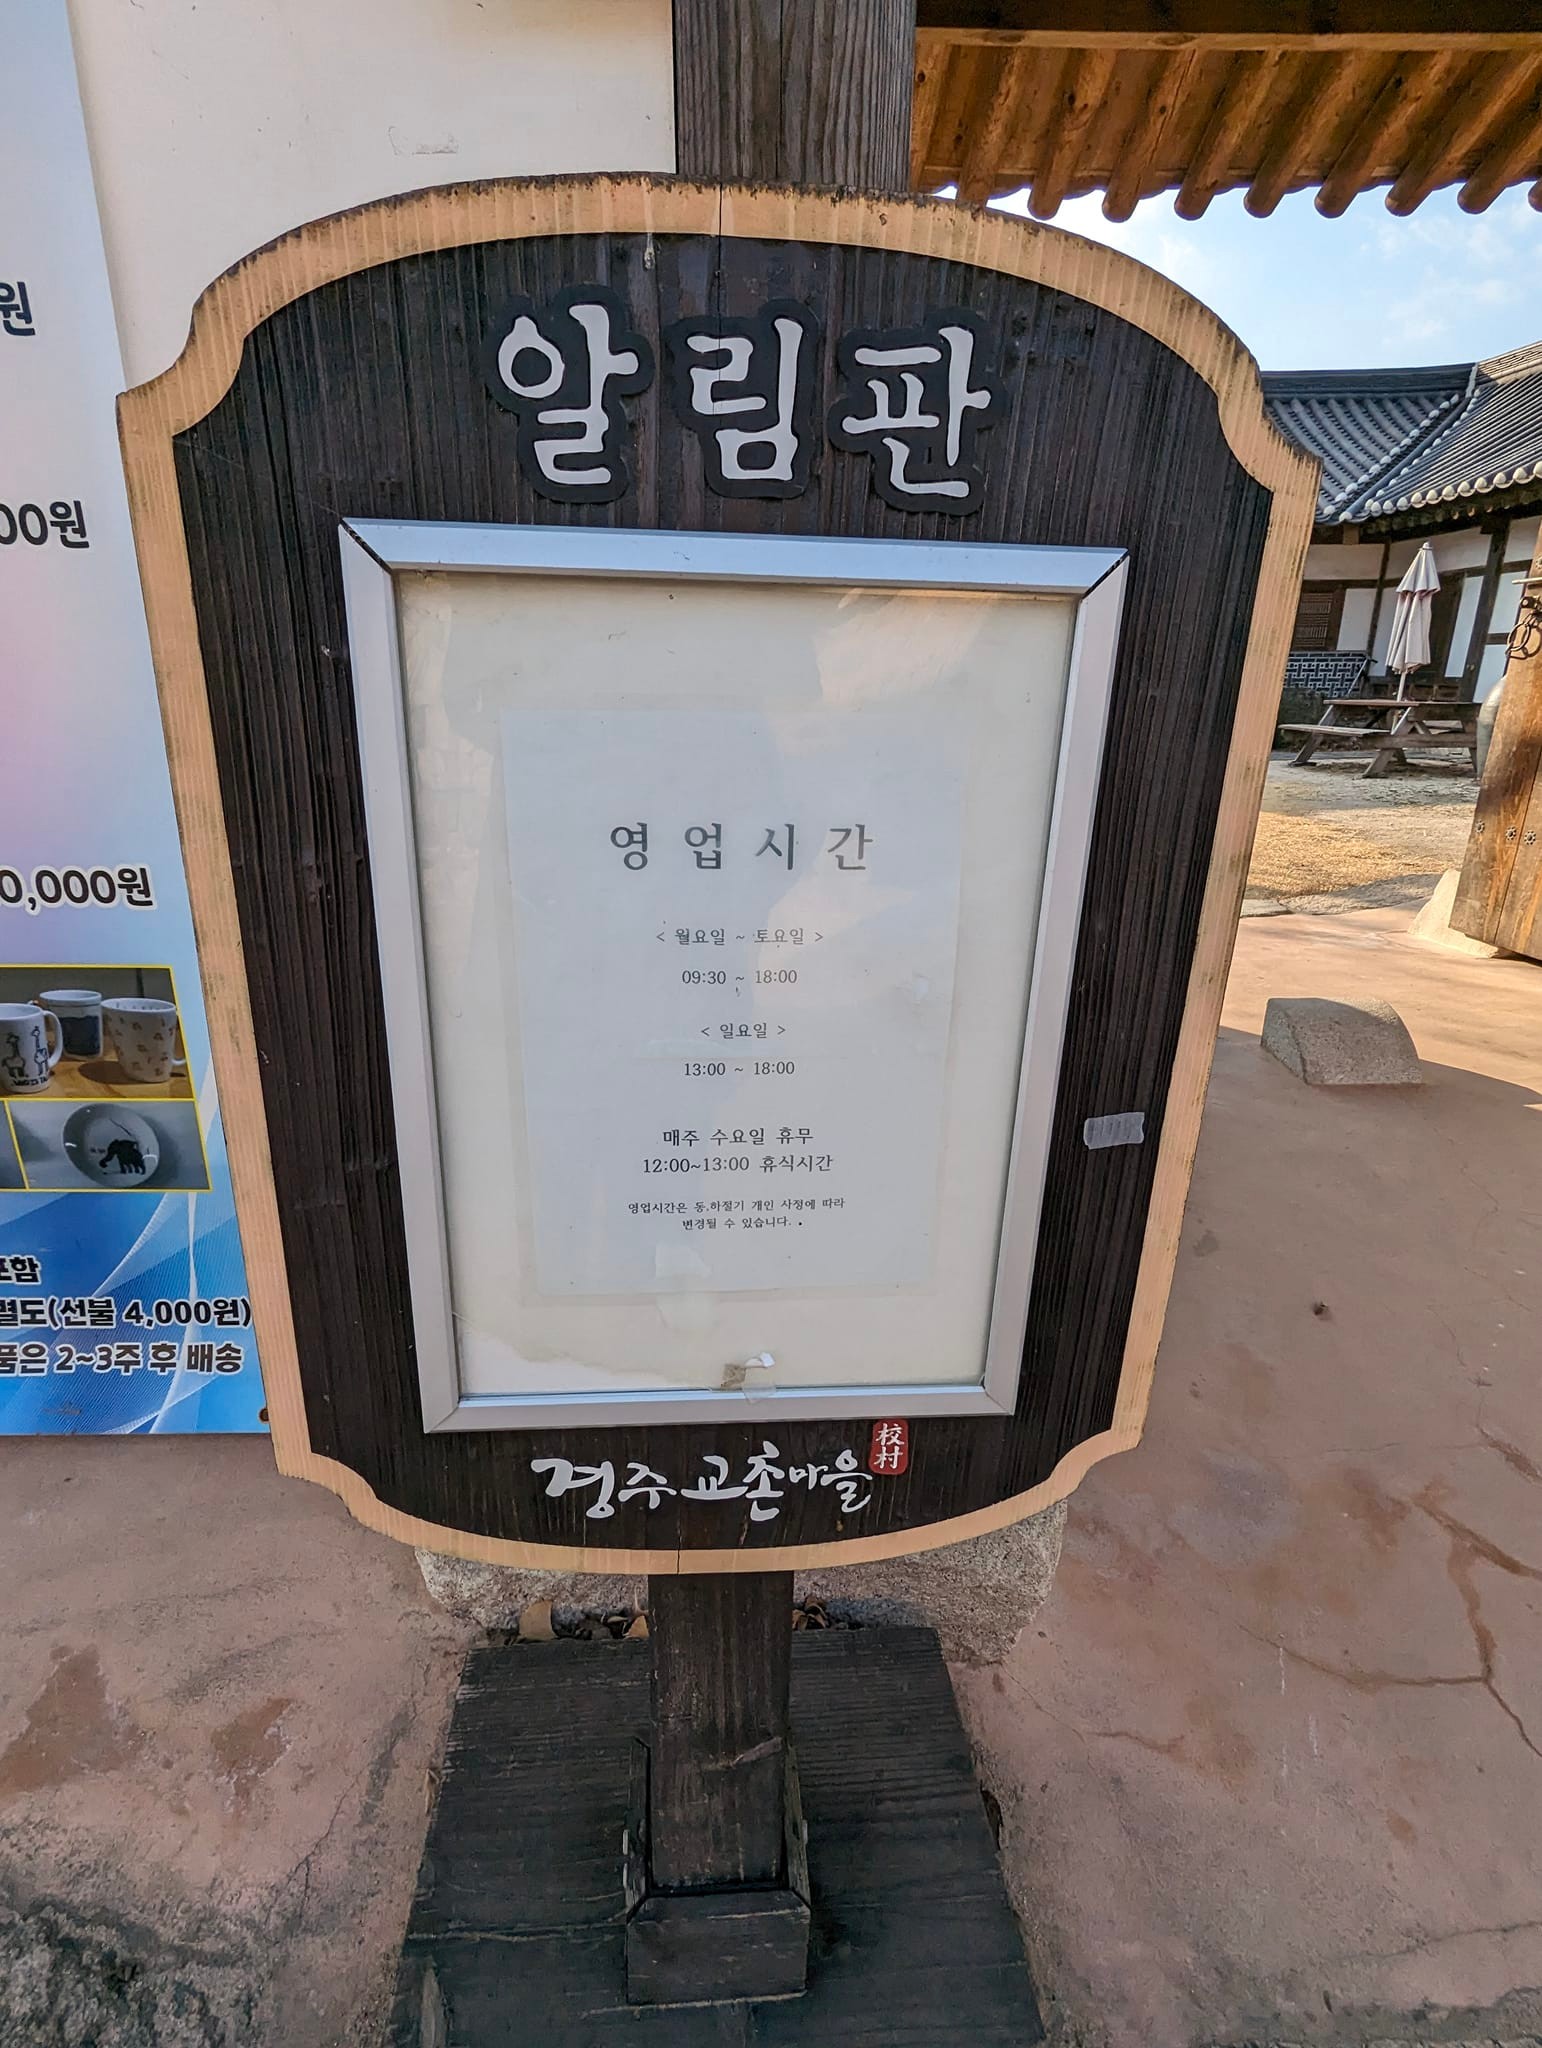 알림판
영업시간
< 월요일 ~ 토요일 >
09:30 ~ 18:00
< 일요일 >
13:00 ~ 18:00
매주 수요일 휴무
12:00~13:00 휴식시간
영업시간은 동.하절기 개인 사정에 따라
변경될 수 있습니다.
경주 교촌마을
校村
원
00원
0,000원
포함
별도(선불 4,000원)
품은 2~3주 후 배송